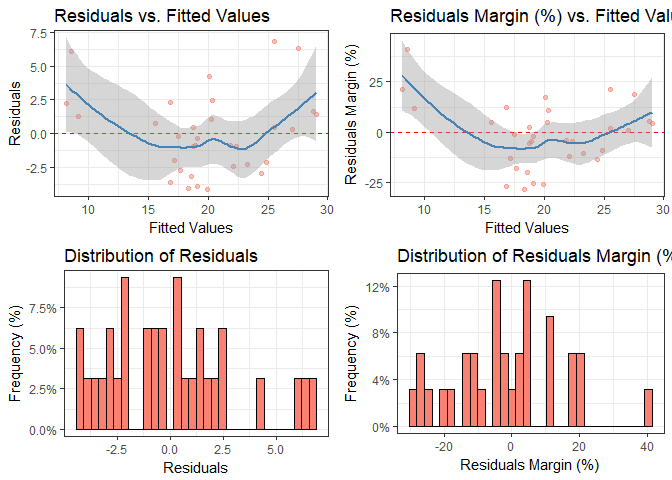 Residuals vs. Fitted Values
Residuals
7.5
5.0
2.5
0.0
-2.5
10
15
20
25
30
Fitted Values
Residuals Margin (%) vs. Fitted Valu
Residuals Margin (%)
25
0
-25
10
15
20
25
30
Fitted Values
Distribution of Residuals
Frequency (%)
7.5%
5.0%
2.5%
0.0%
-2.5
0.0
2.5
5.0
Residuals
Distribution of Residuals Margin (%
Frequency (%)
12%
8%
4%
0%
-20
0
20
40
Residuals Margin (%)